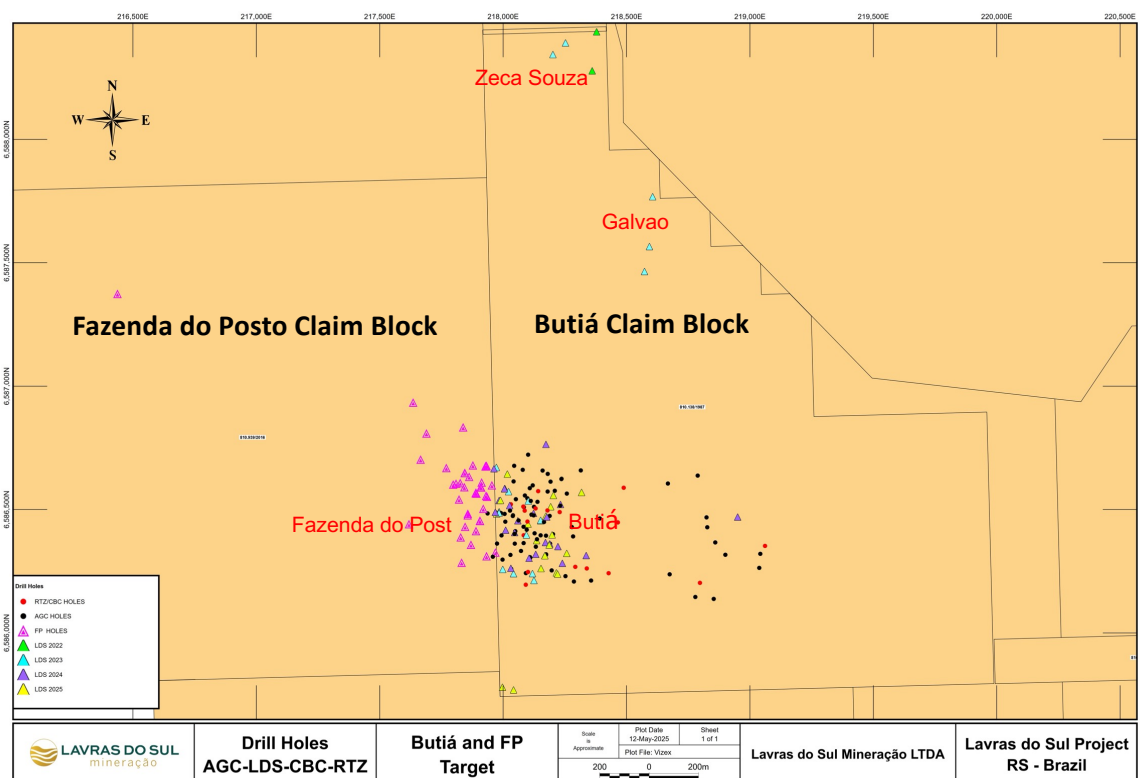 216,500E
217,000E
217,500E
218,000E
218,500E
219,000E
219,500E
220,000E
220,500E
6,588,000N
6,587,500N
6,587,000N
6,586,500N
6,586,000N
N
W
E
S
Zeca Souza
Galvao
Fazenda do Posto Claim Block
Butiá Claim Block
810.136/1987
Fazenda do Post
Butiá
Drill Holes
RTZ/CBC HOLES
AGC HOLES
FP HOLES
LDS 2022
LDS 2023
LDS 2024
LDS 2025
LAVRAS DO SUL
mineração
Drill Holes
AGC-LDS-CBC-RTZ
Butiá and FP
Target
Scale
is
Approximate
Plot Date
12-May-2025
Sheet
1 of 1
Plot File: Vizex
200 0 200m
Lavras do Sul Mineração LTDA
Lavras do Sul Project
RS - Brazil